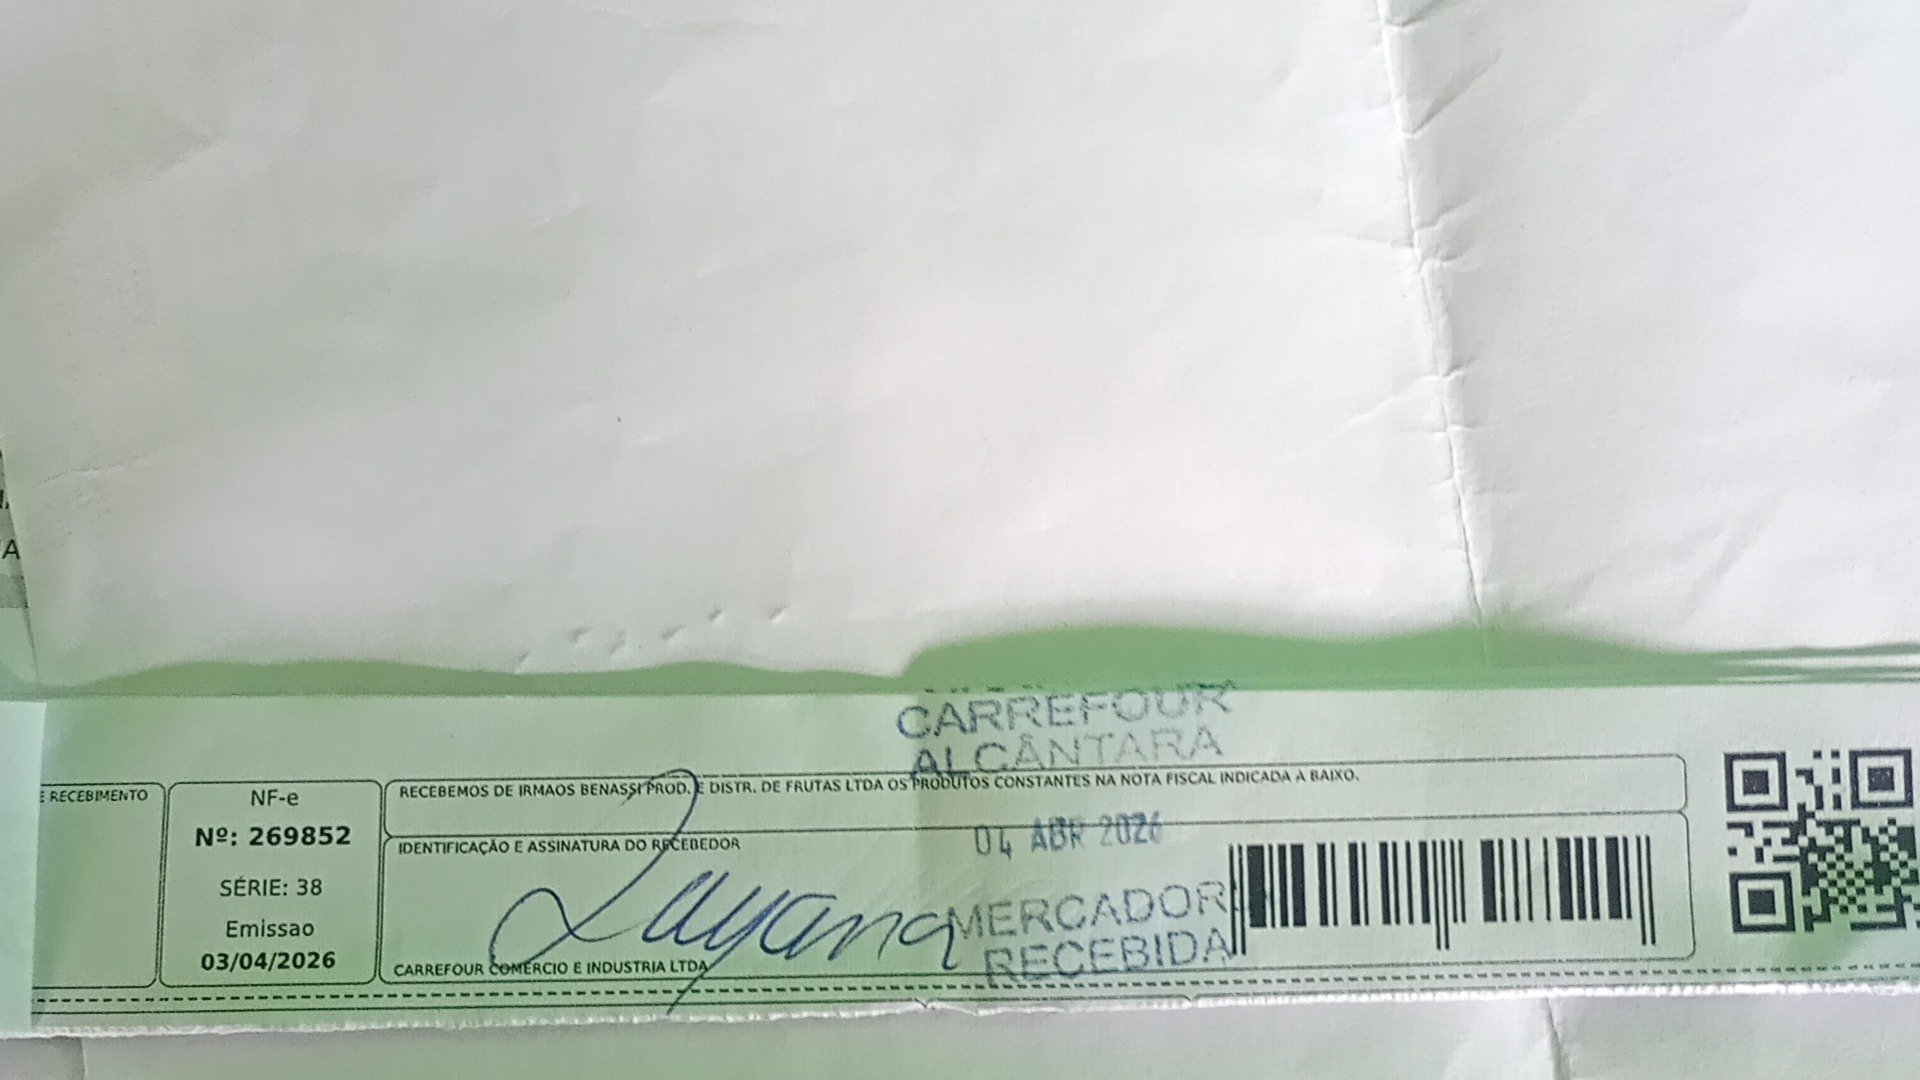 CARREFOUR
ALCÂNTARA
E RECEBIMENTO
NF-e
Nº: 269852
SÉRIE: 38
Emissao
03/04/2026
RECEBEMOS DE IRMAOS BENASSI PROD. E DISTR. DE FRUTAS LTDA OS PRODUTOS CONSTANTES NA NOTA FISCAL INDICADA A BAIXO.
IDENTIFICAÇÃO E ASSINATURA DO RECEBEDOR
04 ABR 2026
Layana
MERCADORI
RECEBIDA
CARREFOUR COMERCIO E INDUSTRIA LTDA